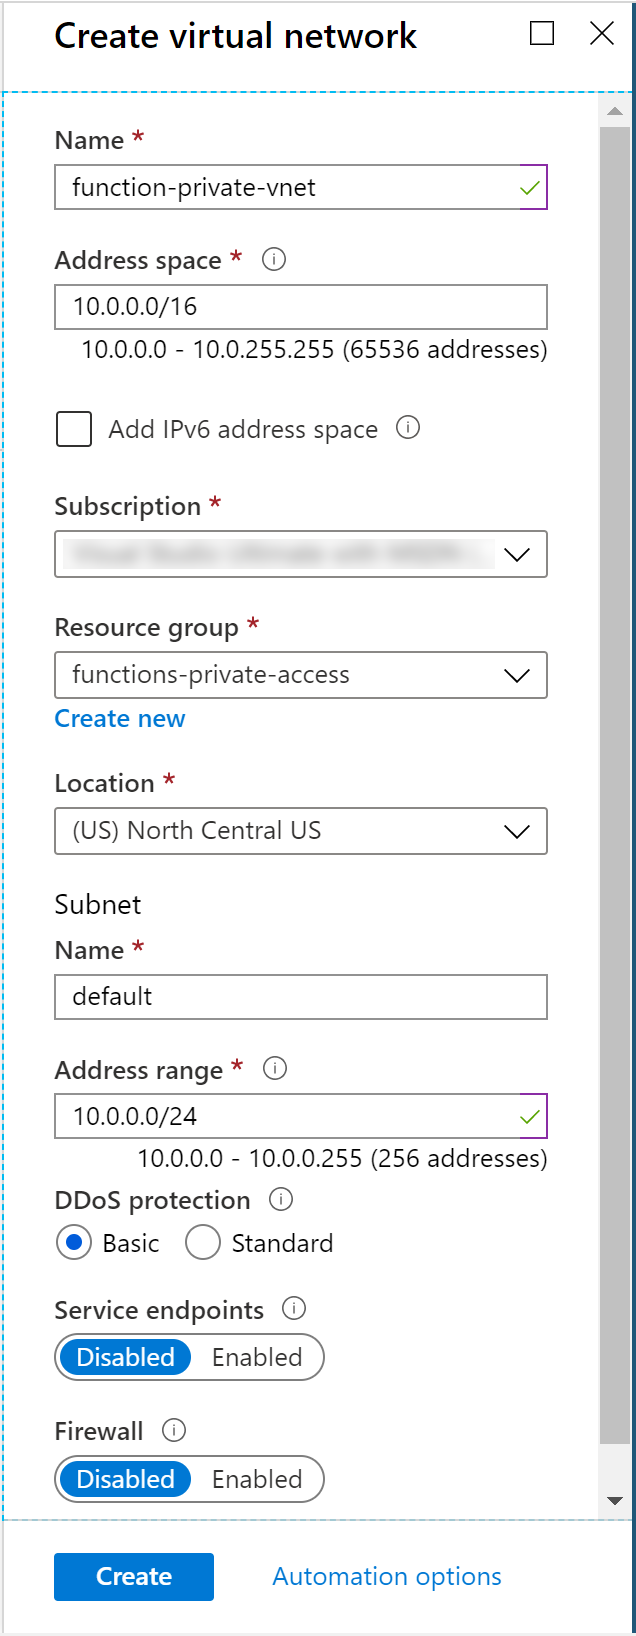 Create virtual network
Name *
function-private-vnet
Address space *
10.0.0.0/16
10.0.0.0 - 10.0.255.255 (65536 addresses)
Add IPv6 address space
Subscription *
Resource group *
functions-private-access
Create new
Location *
(US) North Central US
Subnet
Name *
default
Address range *
10.0.0.0/24
10.0.0.0 - 10.0.0.255 (256 addresses)
DDoS protection
Basic Standard
Service endpoints
Disabled Enabled
Firewall
Disabled Enabled
Create Automation options